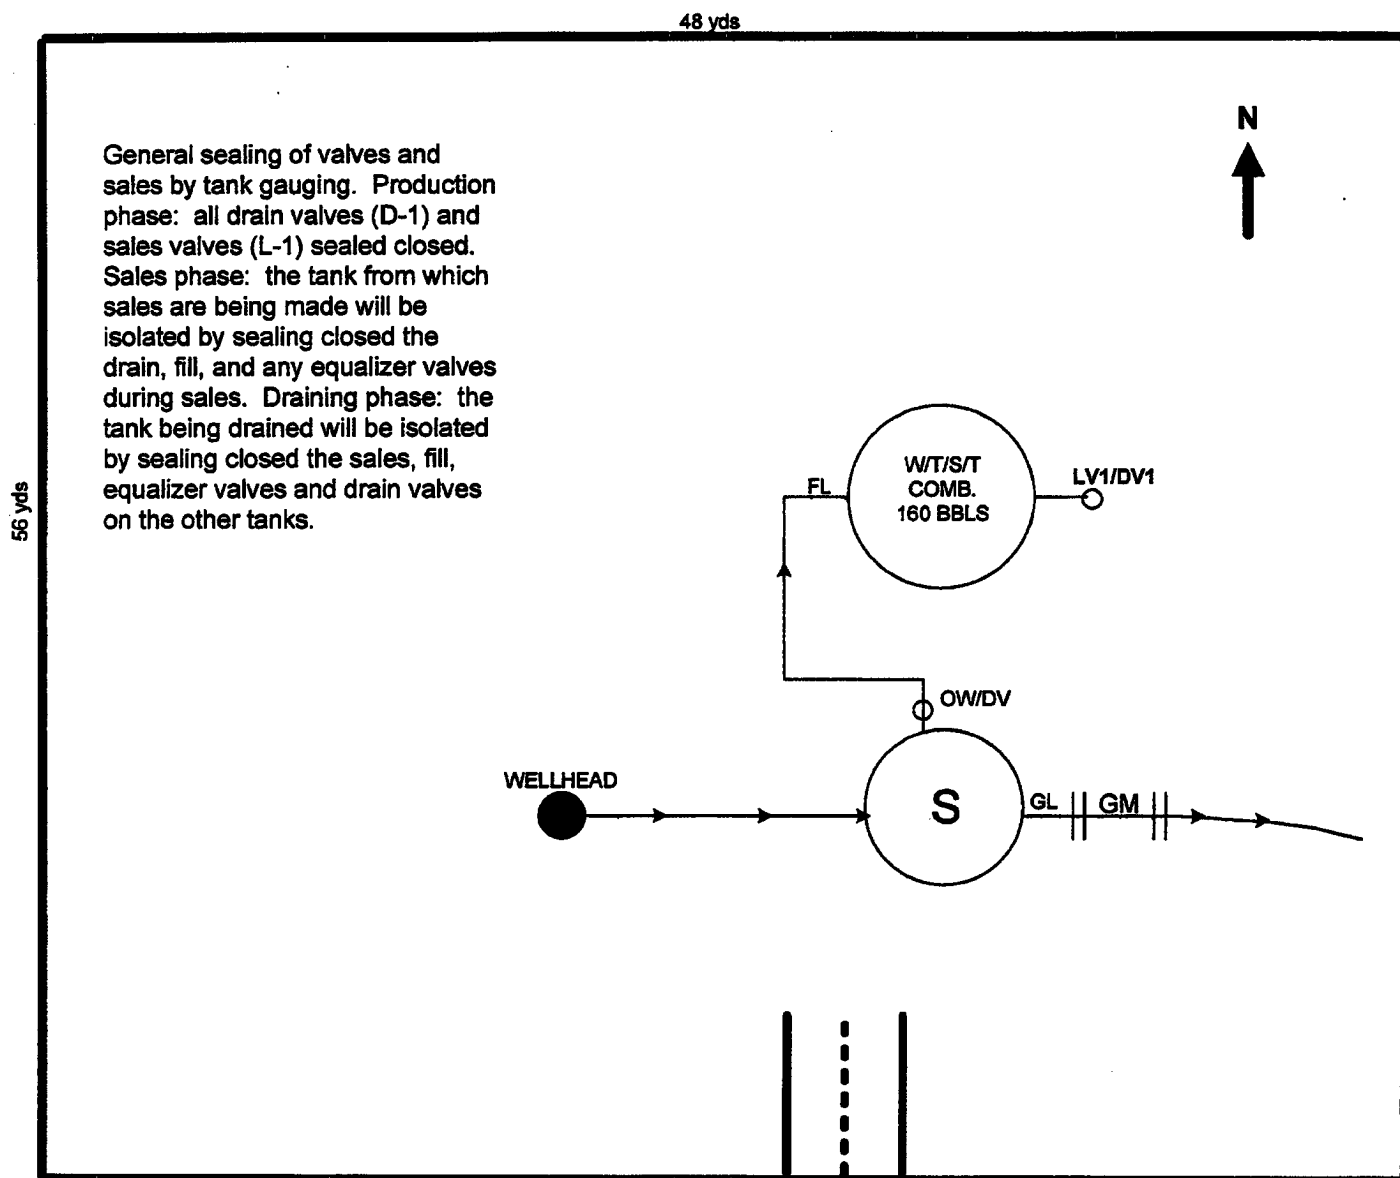 48 yds
N
General sealing of valves and
sales by tank gauging. Production
phase: all drain valves (D-1) and
sales valves (L-1) sealed closed.
Sales phase: the tank from which
sales are being made will be
isolated by sealing closed the
drain, fill, and any equalizer valves
during sales. Draining phase: the
tank being drained will be isolated
by sealing closed the sales, fill,
equalizer valves and drain valves
on the other tanks.
56 yds
FL
W/T/S/T
COMB.
160 BBLS
LV1/DV1
OW/DV
WELLHEAD
S
GL
GM